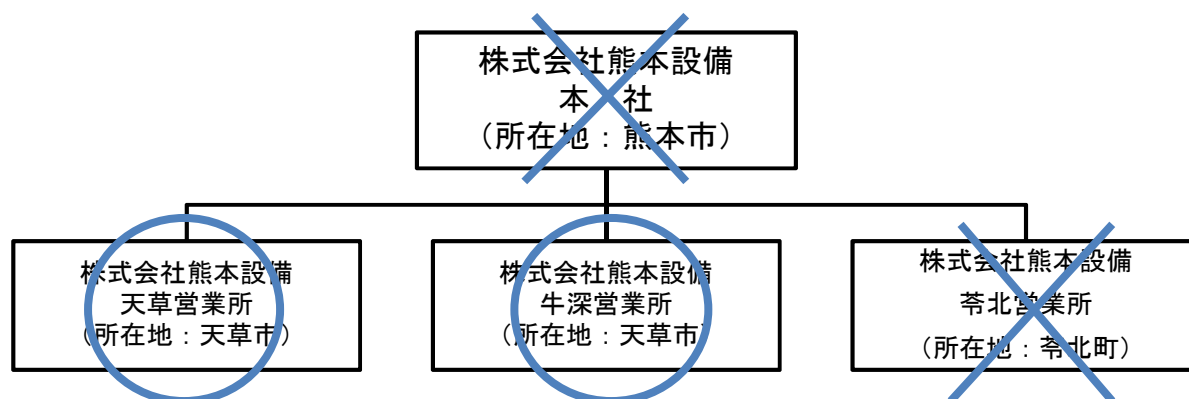 株式会社熊本設備
本　社
（所在地：熊本市）
株式会社熊本設備
天草営業所
（所在地：天草市）
株式会社熊本設備
牛深営業所
（所在地：天草市）
株式会社熊本設備
苓北営業所
（所在地：苓北町）